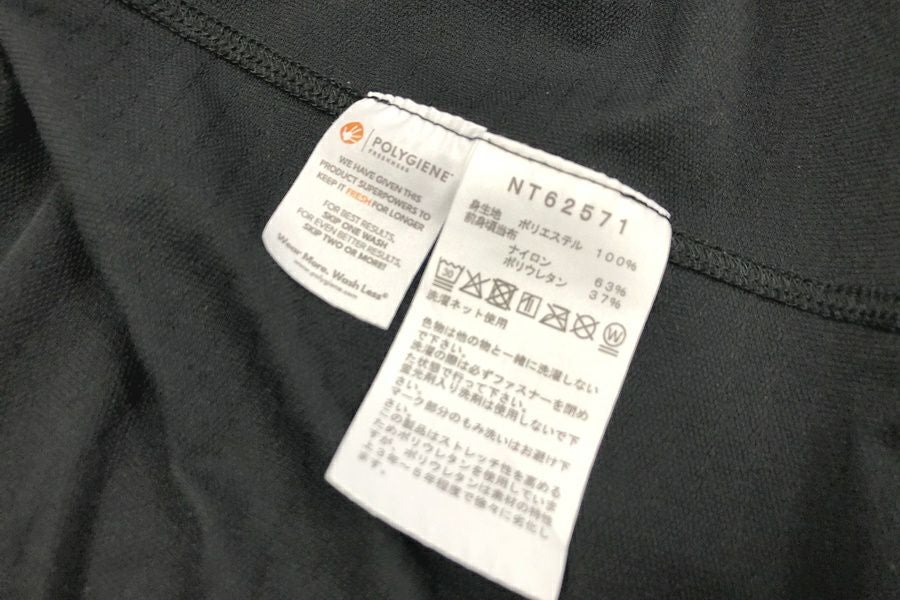 POLYGIENE®
FRESHWEAR
WE HAVE GIVEN THIS
PRODUCT SUPERPOWERS TO
KEEP IT FRESH FOR LONGER
FOR BEST RESULTS,
SKIP ONE WASH
FOR EVEN BETTER RESULTS,
SKIP TWO OR MORE!
Wear More. Wash Less®
www.polygiene.com
NT62571
身生地 ポリエステル 100%
前身頃当布 ナイロン 63%
ポリウレタン 37%
30
W
洗濯ネット使用
色物は他の物と一緒に洗濯しない
で下さい。
洗濯の際は必ずファスナーを閉め
た状態で行って下さい。
蛍光剤入り洗剤は使用しないで下
さい。
マーク部分のもみ洗いはお避け下
さい。
この製品はストレッチ性を高める
ためポリウレタンを使用していま
すが、ポリウレタンは素材の特性
上3年~5年程度で徐々に劣化し
ます。